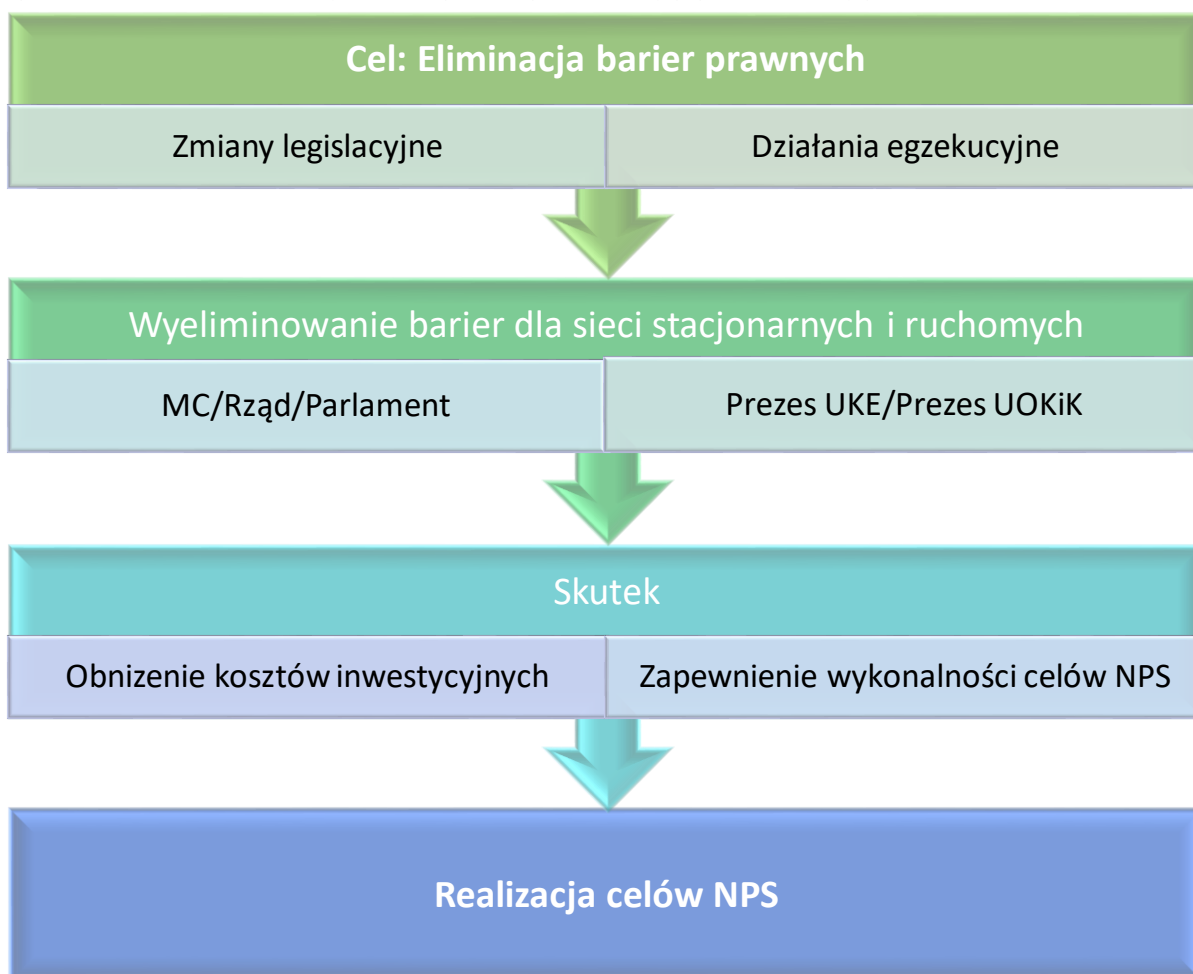 Cel: Eliminacja barier prawnych
Zmiany legislacyjne
Działania egzekucyjne
Wyeliminowanie barier dla sieci stacjonarnych i ruchomych
MC/Rząd/Parlament
Prezes UKE/Prezes UOKiK
Skutek
Obnizenie kosztów inwestycyjnych
Zapewnienie wykonalności celów NPS
Realizacja celów NPS